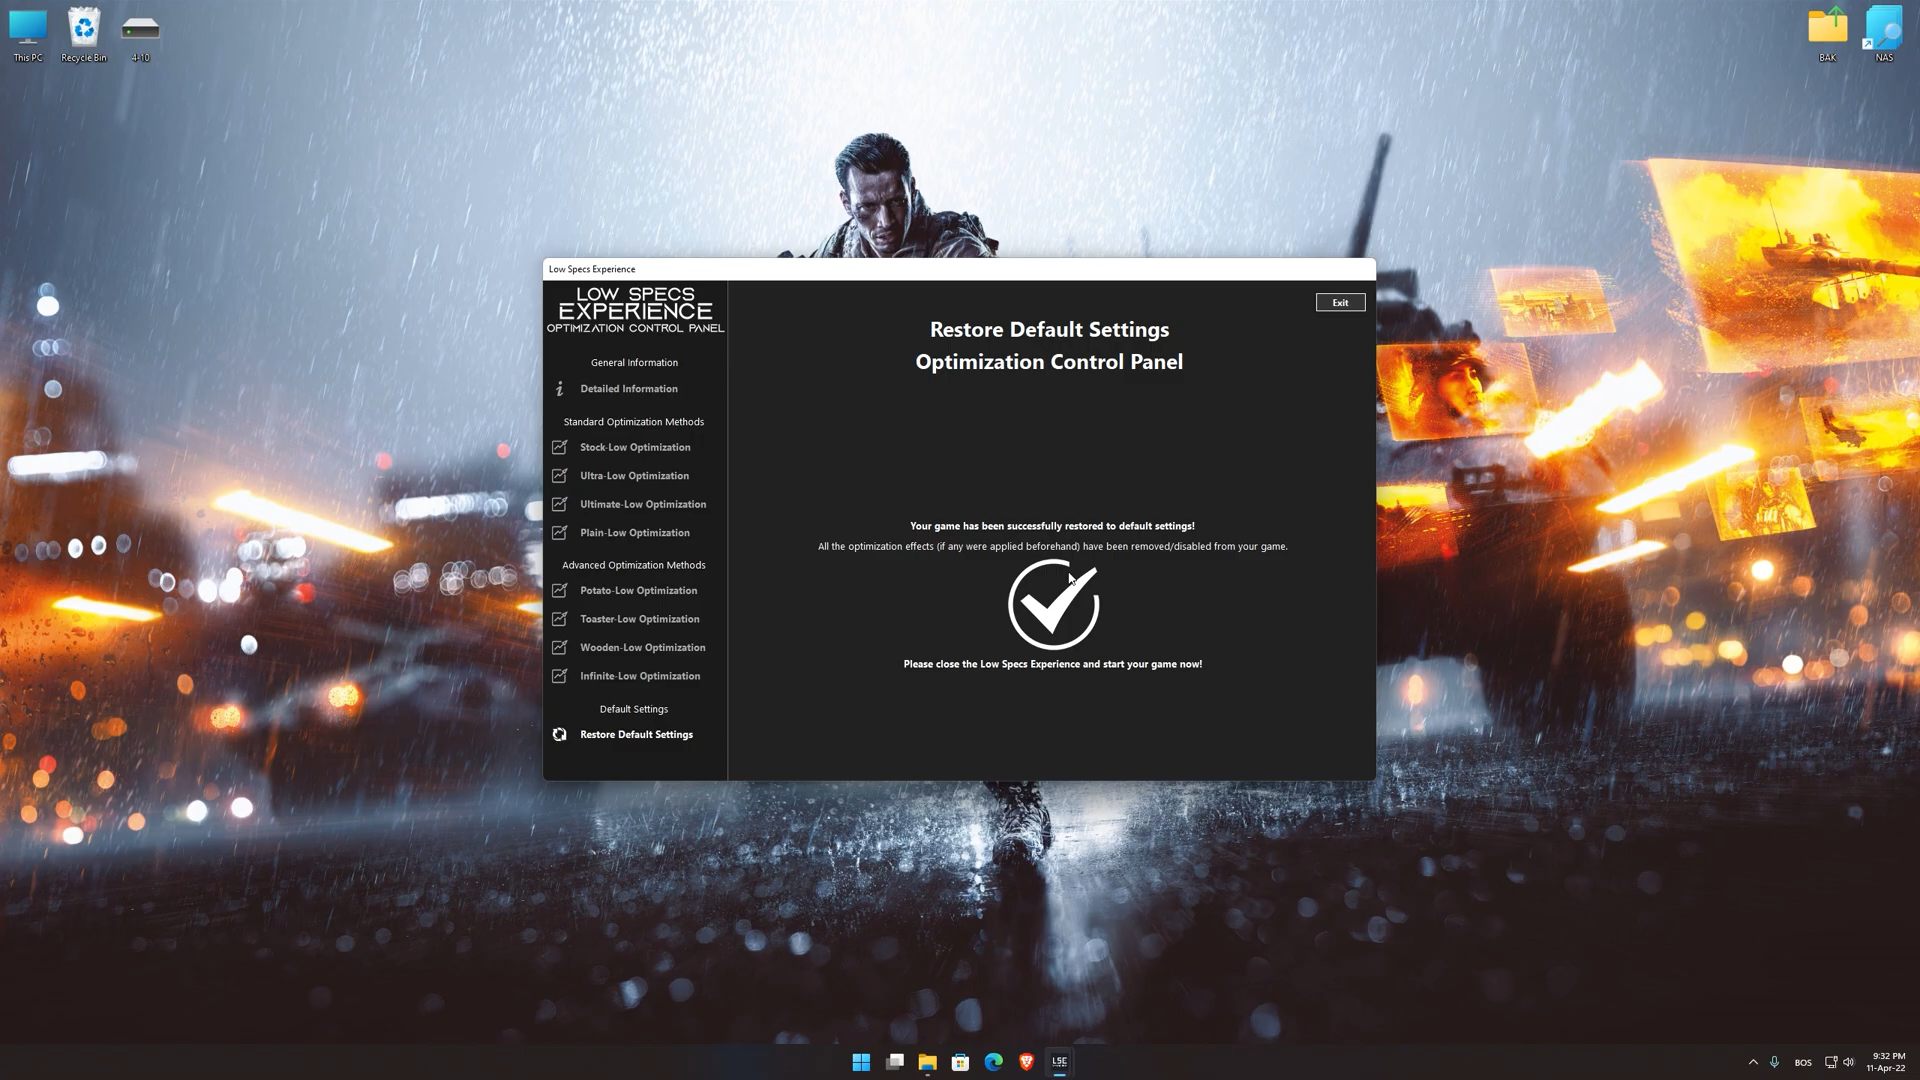 This PC
Recycle Bin
4-10
BAK
NAS
Low Specs Experience
LOW SPECS
EXPERIENCE
OPTIMIZATION CONTROL PANEL
General Information
Detailed Information
Standard Optimization Methods
Stock-Low Optimization
Ultra-Low Optimization
Ultimate-Low Optimization
Plain-Low Optimization
Advanced Optimization Methods
Potato-Low Optimization
Toaster-Low Optimization
Wooden-Low Optimization
Infinite-Low Optimization
Default Settings
Restore Default Settings
Exit
Restore Default Settings
Optimization Control Panel
Your game has been successfully restored to default settings!
All the optimization effects (if any were applied beforehand) have been removed/disabled from your game.
Please close the Low Specs Experience and start your game now!
LSE
BOS
9:32 PM
11-Apr-22